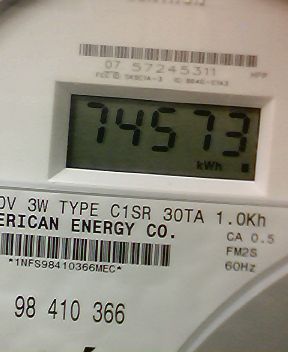 07 57245311
74573
kWh
0V 3W TYPE C1SR 30TA 1.0Kh
ERICAN ENERGY CO.
CA 0.5
FM2S
60Hz
*1NFS98410366MEC*
98 410 366